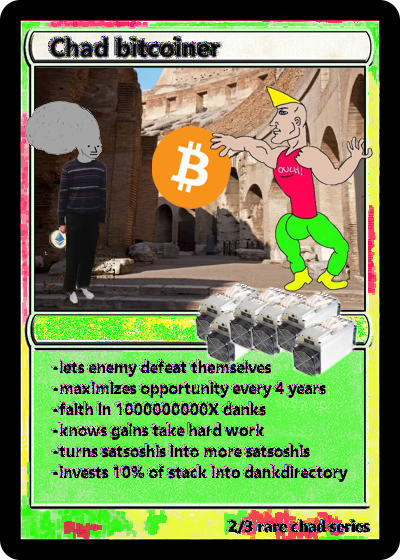 Chad bitcoiner
₿
OUCH!
-lets enemy defeat themselves
-maximizes opportunity every 4 years
-faith in 1000000000X danks
-knows gains take hard work
-turns satsoshis into more satsoshis
-invests 10% of stack into dankdirectory
2/3 rare chad series